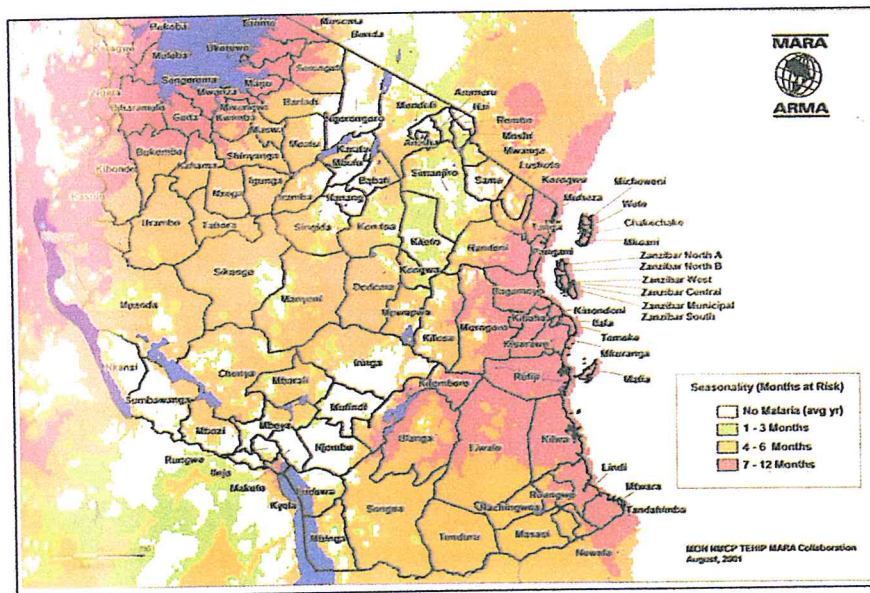 MARA
ARMA
Bukoba
Tarime
Musoma
Bunda
Karagwe
Muleba
Ukerewe
Ngara
Sengerema
Mwanza
Magu
Serengeti
Biharamulo
Geita
Kwimba
Bariadi
Ngorongoro
Monduli
Arumeru
Hai
Rombo
Moshi
Mwanga
Lushoto
Korogwe
Muheza
Micheweni
Wete
Chakechake
Mkoani
Bukombe
Kahama
Shinyanga
Maswa
Meatu
Karatu
Mbulu
Arusha
Babati
Simanjiro
Same
Kibondo
Kasulu
Nzega
Igunga
Iramba
Hanang
Tanga
Pangani
Urambo
Tabora
Singida
Kondoa
Kiteto
Handeni
Zanzibar North A
Zanzibar North B
Zanzibar West
Zanzibar Central
Zanzibar Municipal
Zanzibar South
Sikonge
Manyoni
Dodoma
Kongwa
Mpwapwa
Bagamoyo
Kibaha
Kinondoni
Ilala
Temeke
Mkuranga
Mafia
Mpanda
Kilosa
Morogoro
Kisarawe
Rufiji
Nkansi
Sumbawanga
Chunya
Mbarali
Iringa
Mufindi
Kilombero
Mbozi
Mbeya
Njombe
Ulanga
Liwale
Kilwa
Rungwe
Ileje
Makete
Kyela
Ludewa
Mbinga
Songea
Tunduru
Nachingwea
Ruangwa
Lindi
Mtwara
Tandahimba
Masasi
Newala
Seasonality (Months at Risk)
No Malaria (avg yr)
1 - 3 Months
4 - 6 Months
7 - 12 Months
MOH NMCP TEHIP MARA Collaboration
August, 2001